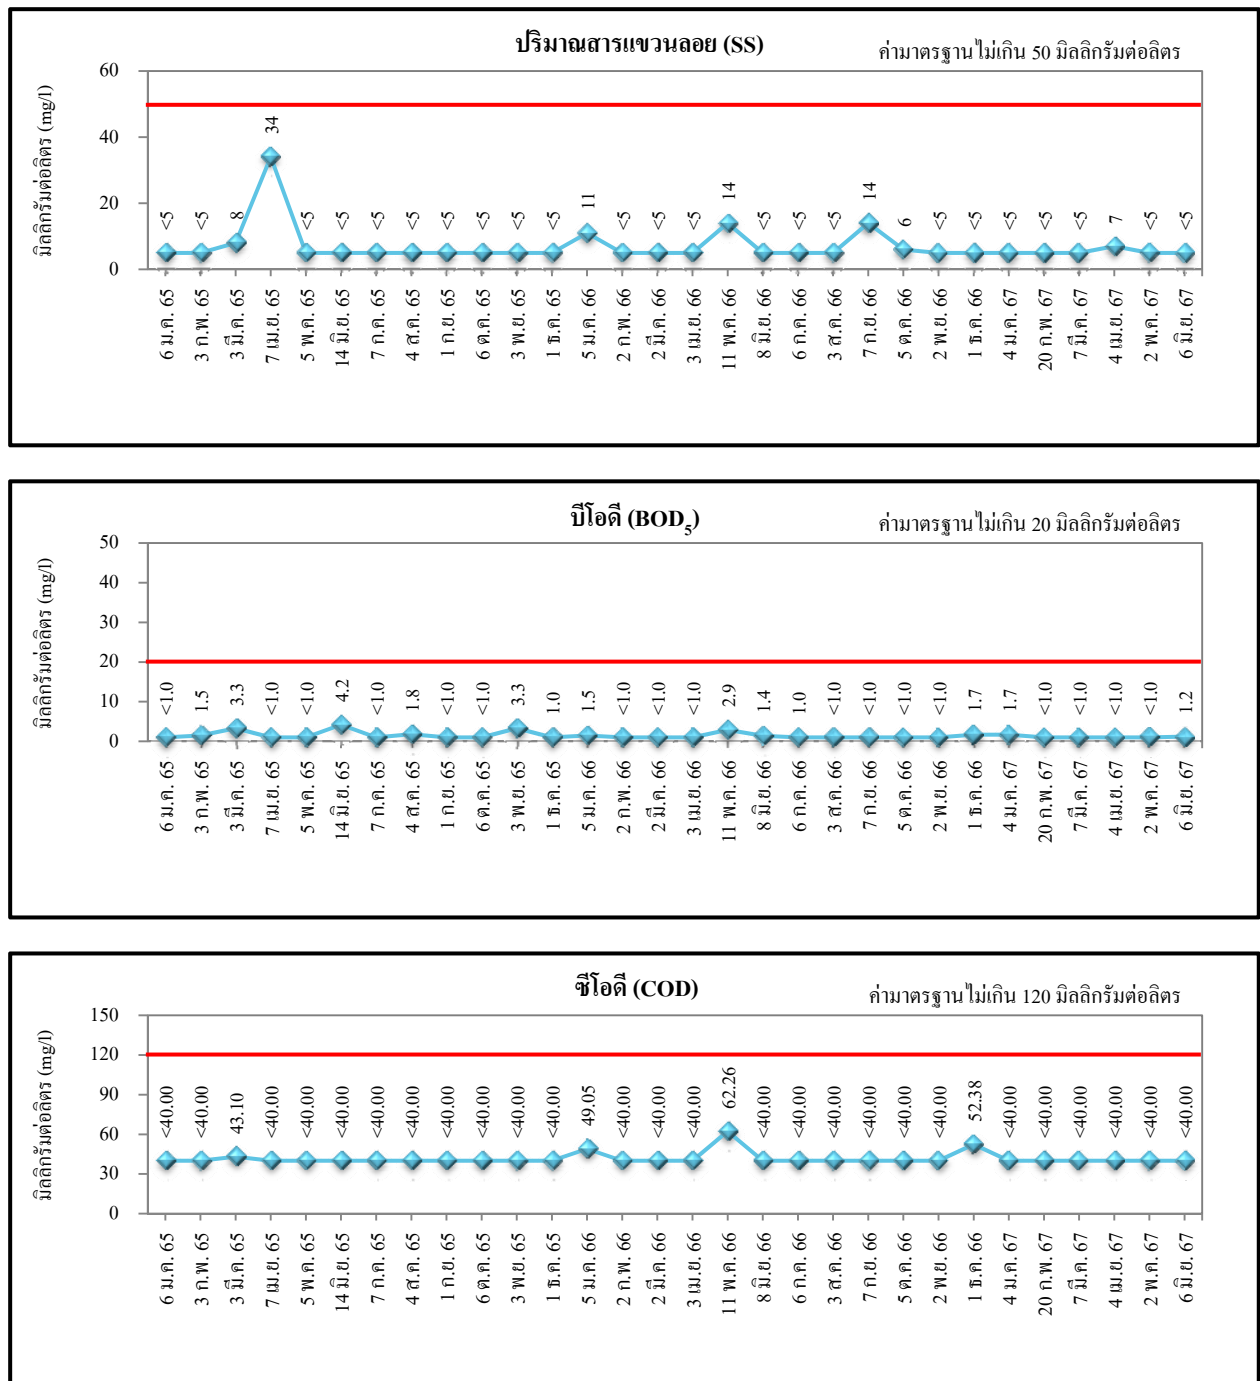 ปริมาณสารแขวนลอย (SS)
ค่ามาตรฐานไม่เกิน 50 มิลลิกรัมต่อลิตร
มิลลิกรัมต่อลิตร (mg/l)
60
40
20
0
<5 <5 8 34 <5 <5 <5 <5 <5 <5 <5 <5 11 <5 <5 <5 14 <5 <5 <5 14 6 <5 <5 <5 <5 <5 7 <5 <5
6 ม.ค. 65 3 ก.พ. 65 3 มี.ค. 65 7 เม.ย. 65 5 พ.ค. 65 14 มิ.ย. 65 7 ก.ค. 65 4 ส.ค. 65 1 ก.ย. 65 6 ต.ค. 65 3 พ.ย. 65 1 ธ.ค. 65 5 ม.ค. 66 2 ก.พ. 66 2 มี.ค. 66 3 เม.ย. 66 11 พ.ค. 66 8 มิ.ย. 66 6 ก.ค. 66 3 ส.ค. 66 7 ก.ย. 66 5 ต.ค. 66 2 พ.ย. 66 1 ธ.ค. 66 4 ม.ค. 67 20 ก.พ. 67 7 มี.ค. 67 4 เม.ย. 67 2 พ.ค. 67 6 มิ.ย. 67
บีโอดี (BOD5)
ค่ามาตรฐานไม่เกิน 20 มิลลิกรัมต่อลิตร
มิลลิกรัมต่อลิตร (mg/l)
50
40
30
20
10
0
<1.0 1.5 3.3 <1.0 <1.0 4.2 <1.0 1.8 <1.0 <1.0 3.3 1.0 1.5 <1.0 <1.0 <1.0 2.9 1.4 1.0 <1.0 <1.0 <1.0 <1.0 1.7 1.7 <1.0 <1.0 <1.0 <1.0 1.2
6 ม.ค. 65 3 ก.พ. 65 3 มี.ค. 65 7 เม.ย. 65 5 พ.ค. 65 14 มิ.ย. 65 7 ก.ค. 65 4 ส.ค. 65 1 ก.ย. 65 6 ต.ค. 65 3 พ.ย. 65 1 ธ.ค. 65 5 ม.ค. 66 2 ก.พ. 66 2 มี.ค. 66 3 เม.ย. 66 11 พ.ค. 66 8 มิ.ย. 66 6 ก.ค. 66 3 ส.ค. 66 7 ก.ย. 66 5 ต.ค. 66 2 พ.ย. 66 1 ธ.ค. 66 4 ม.ค. 67 20 ก.พ. 67 7 มี.ค. 67 4 เม.ย. 67 2 พ.ค. 67 6 มิ.ย. 67
ซีโอดี (COD)
ค่ามาตรฐานไม่เกิน 120 มิลลิกรัมต่อลิตร
มิลลิกรัมต่อลิตร (mg/l)
150
120
90
60
30
0
<40.00 <40.00 43.10 <40.00 <40.00 <40.00 <40.00 <40.00 <40.00 <40.00 <40.00 <40.00 49.05 <40.00 <40.00 <40.00 62.26 <40.00 <40.00 <40.00 <40.00 <40.00 <40.00 52.38 <40.00 <40.00 <40.00 <40.00 <40.00 <40.00
6 ม.ค. 65 3 ก.พ. 65 3 มี.ค. 65 7 เม.ย. 65 5 พ.ค. 65 14 มิ.ย. 65 7 ก.ค. 65 4 ส.ค. 65 1 ก.ย. 65 6 ต.ค. 65 3 พ.ย. 65 1 ธ.ค. 65 5 ม.ค. 66 2 ก.พ. 66 2 มี.ค. 66 3 เม.ย. 66 11 พ.ค. 66 8 มิ.ย. 66 6 ก.ค. 66 3 ส.ค. 66 7 ก.ย. 66 5 ต.ค. 66 2 พ.ย. 66 1 ธ.ค. 66 4 ม.ค. 67 20 ก.พ. 67 7 มี.ค. 67 4 เม.ย. 67 2 พ.ค. 67 6 มิ.ย. 67